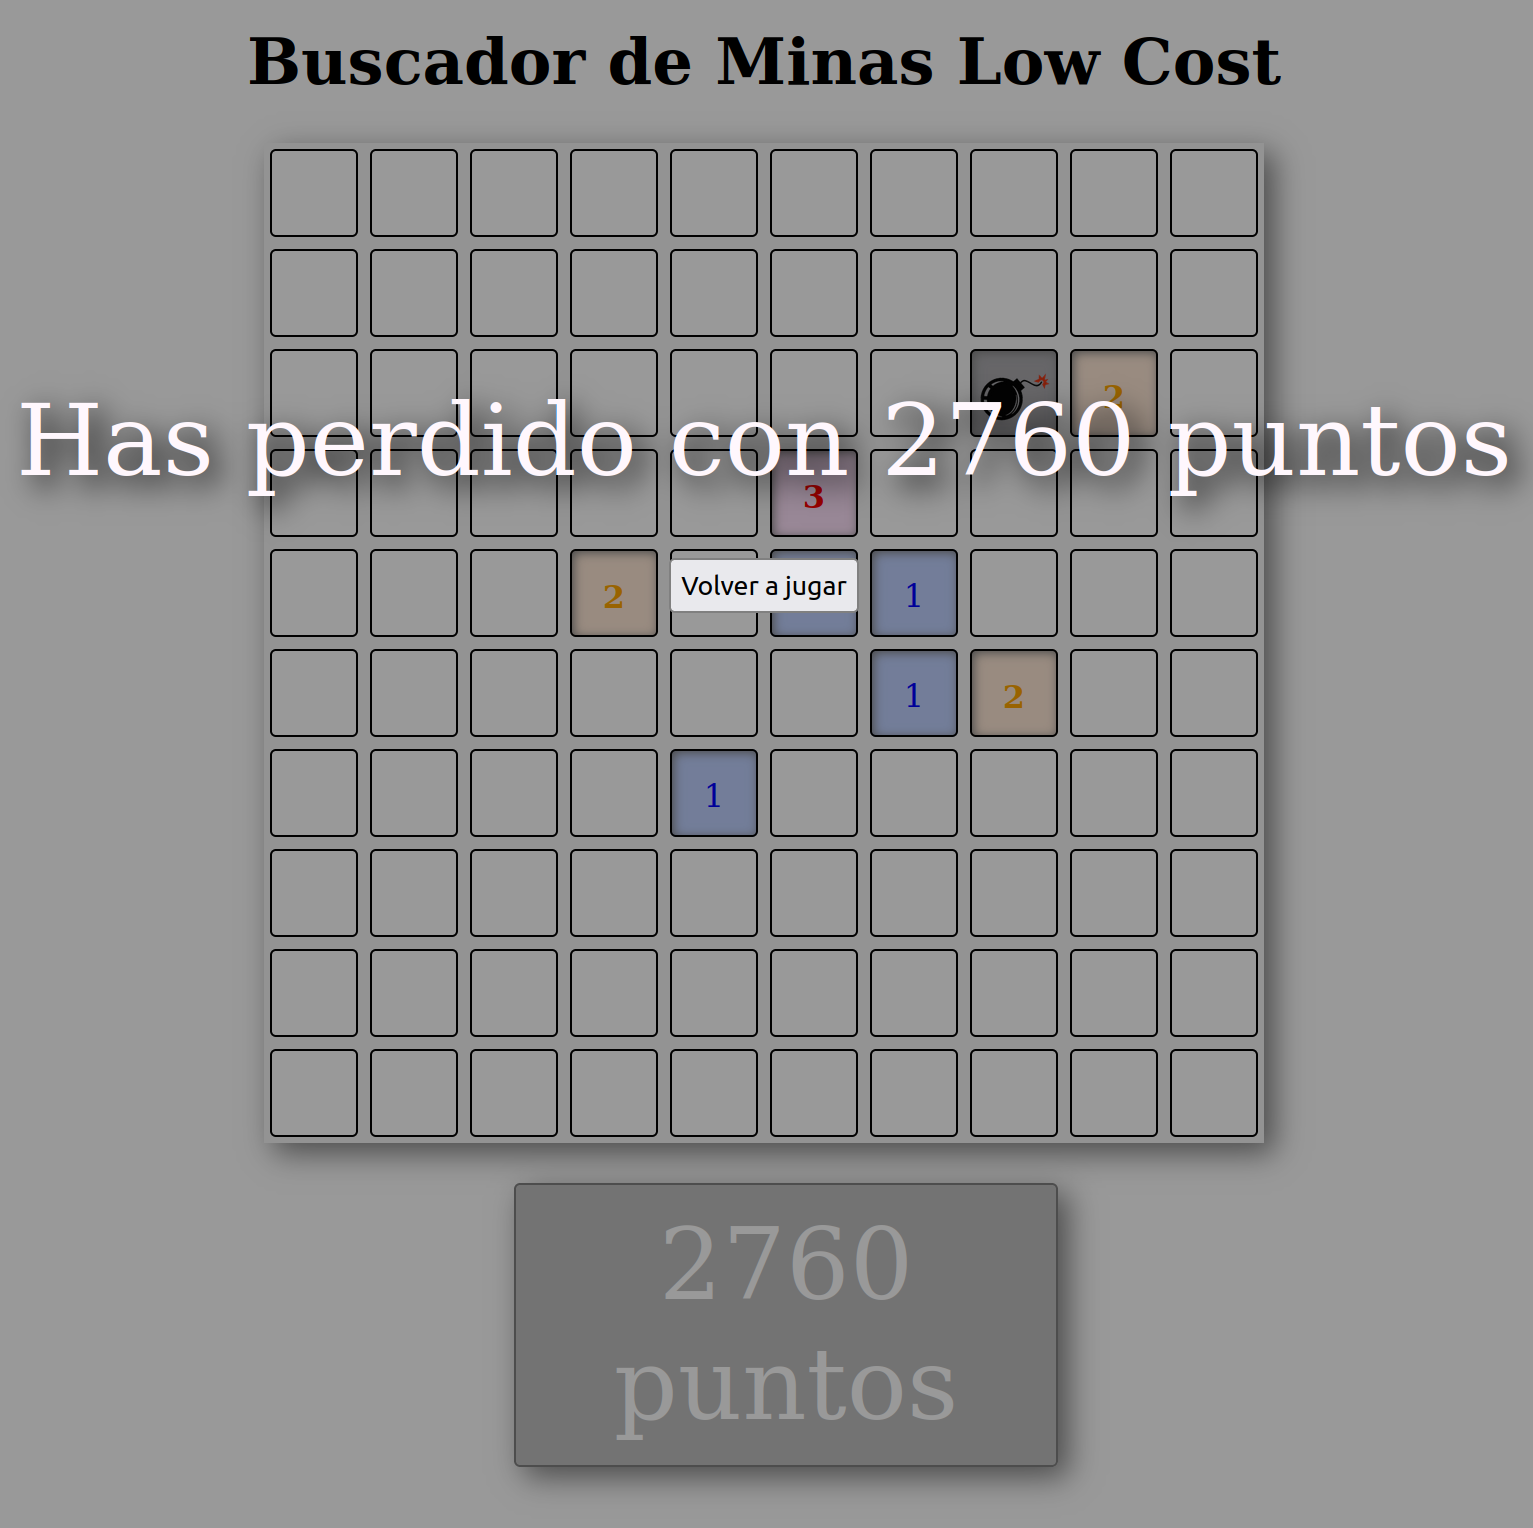 Buscador de Minas Low Cost
2
Has perdido con 2760 puntos
3
2
Volver a jugar
1
1
2
1
2760
puntos